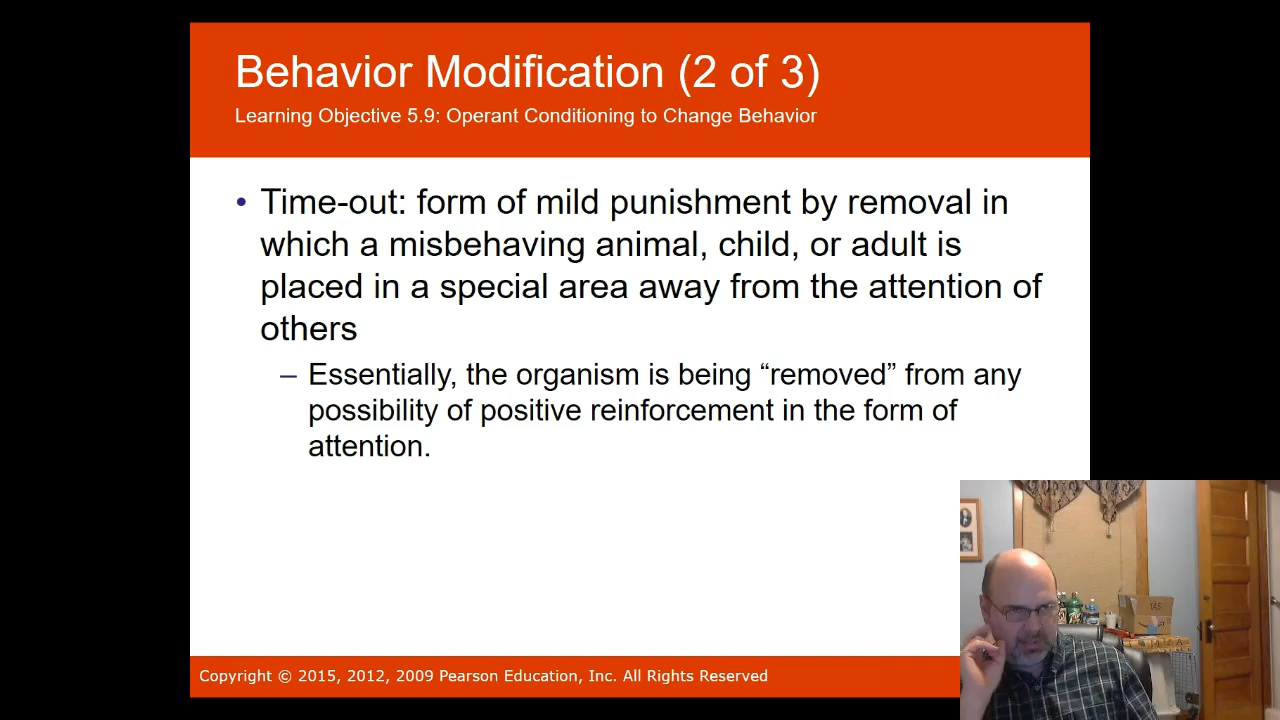 Behavior Modification (2 of 3)
Learning Objective 5.9: Operant Conditioning to Change Behavior
• Time-out: form of mild punishment by removal in
which a misbehaving animal, child, or adult is
placed in a special area away from the attention of
others
– Essentially, the organism is being “removed” from any
possibility of positive reinforcement in the form of
attention.
Copyright © 2015, 2012, 2009 Pearson Education, Inc. All Rights Reserved